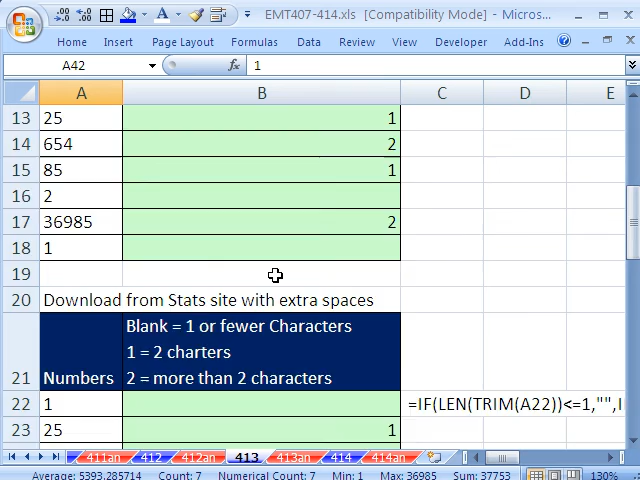 EMT407-414.xls [Compatibility Mode] - Micros...
Home Insert Page Layout Formulas Data Review View Developer Add-Ins
A42 fx 1
A B C D E
13 25 1
14 654 2
15 85 1
16 2
17 36985 2
18 1
19
20 Download from Stats site with extra spaces
Blank = 1 or fewer Characters
1 = 2 charters
21 Numbers 2 = more than 2 characters
22 1 =IF(LEN(TRIM(A22))<=1,"",I
23 25 1
411an 412 412an 413 413an 414 414an
Average: 5393.285714 Count: 7 Numerical Count: 7 Min: 1 Max: 36985 Sum: 37753 130%